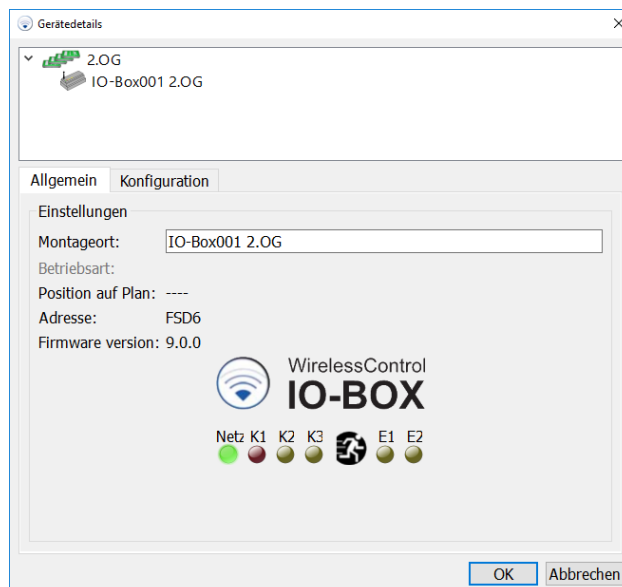 Gerätedetails
2.OG
IO-Box001 2.OG
Allgemein Konfiguration
Einstellungen
Montageort: IO-Box001 2.OG
Betriebsart:
Position auf Plan: ----
Adresse: FSD6
Firmware version: 9.0.0
WirelessControl
IO-BOX
Netz K1 K2 K3 E1 E2
OK Abbrechen